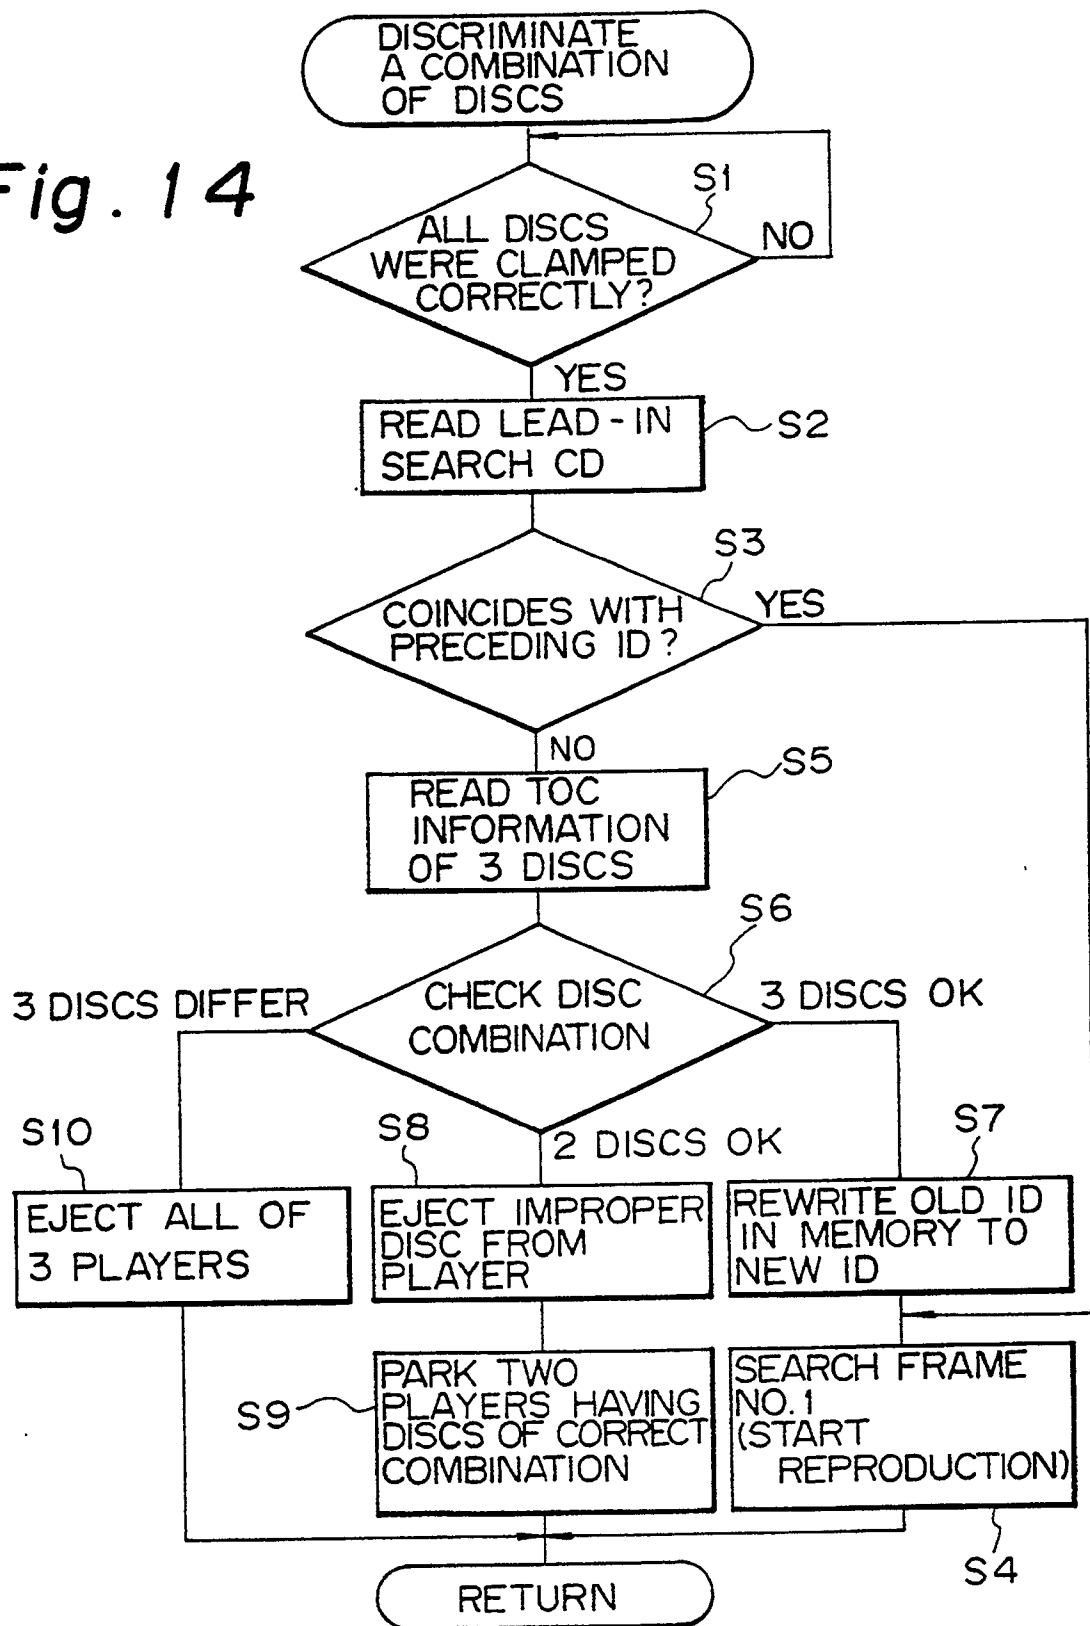 DISCRIMINATE
A COMBINATION
OF DISCS
Fig. 14
S1
ALL DISCS
WERE CLAMPED
CORRECTLY?
NO
YES
READ LEAD-IN
SEARCH CD
S2
S3
COINCIDES WITH
PRECEDING ID?
YES
NO
S5
READ TOC
INFORMATION
OF 3 DISCS
S6
3 DISCS DIFFER
CHECK DISC
COMBINATION
3 DISCS OK
S10
S8
2 DISCS OK
S7
EJECT ALL OF
3 PLAYERS
EJECT IMPROPER
DISC FROM
PLAYER
REWRITE OLD ID
IN MEMORY TO
NEW ID
S9
PARK TWO
PLAYERS HAVING
DISCS OF CORRECT
COMBINATION
SEARCH FRAME
NO.1
(START
REPRODUCTION)
S4
RETURN